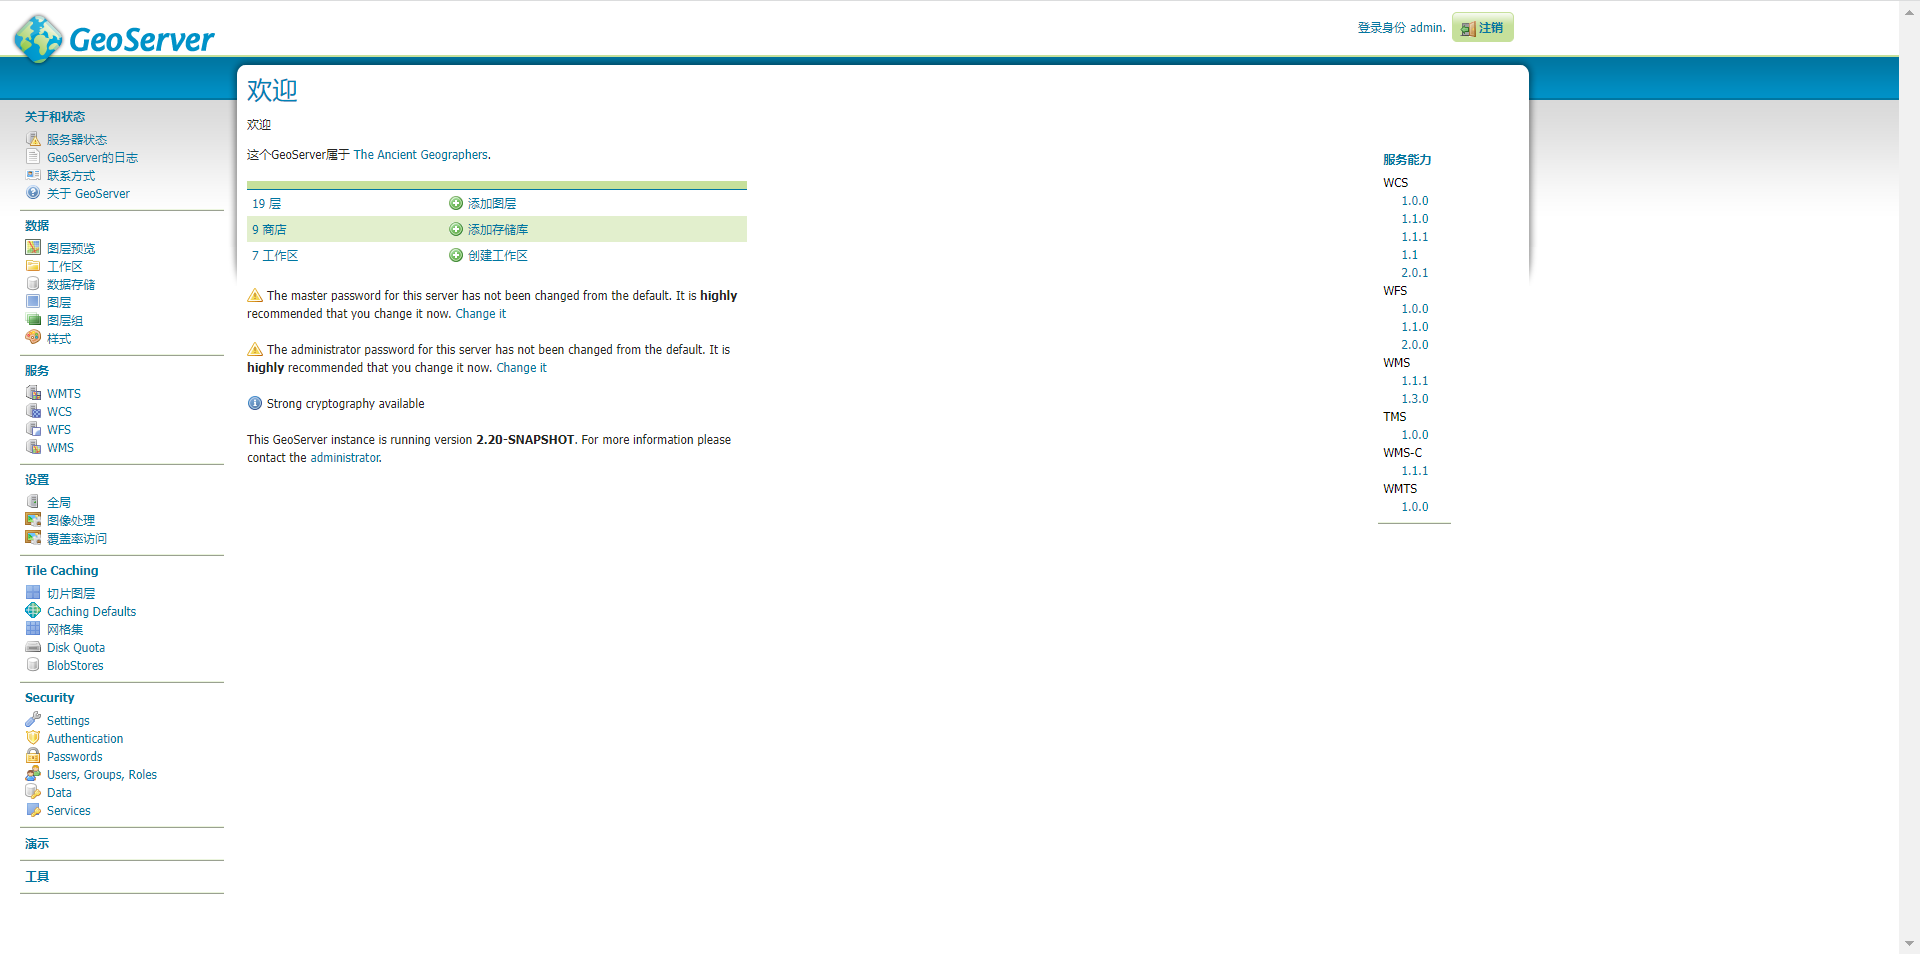 GeoServer
登录身份 admin.
注销
关于和状态
服务器状态
GeoServer的日志
联系方式
关于 GeoServer
数据
图层预览
工作区
数据存储
图层
图层组
样式
服务
WMTS
WCS
WFS
WMS
设置
全局
图像处理
覆盖率访问
Tile Caching
切片图层
Caching Defaults
网格集
Disk Quota
BlobStores
Security
Settings
Authentication
Passwords
Users, Groups, Roles
Data
Services
演示
工具
欢迎
欢迎
这个GeoServer属于 The Ancient Geographers.
19 层 添加图层
9 商店 添加存储库
7 工作区 创建工作区
The master password for this server has not been changed from the default. It is highly
recommended that you change it now. Change it
The administrator password for this server has not been changed from the default. It is
highly recommended that you change it now. Change it
Strong cryptography available
This GeoServer instance is running version 2.20-SNAPSHOT. For more information please
contact the administrator.
服务能力
WCS
1.0.0
1.1.0
1.1.1
1.1
2.0.1
WFS
1.0.0
1.1.0
2.0.0
WMS
1.1.1
1.3.0
TMS
1.0.0
WMS-C
1.1.1
WMTS
1.0.0